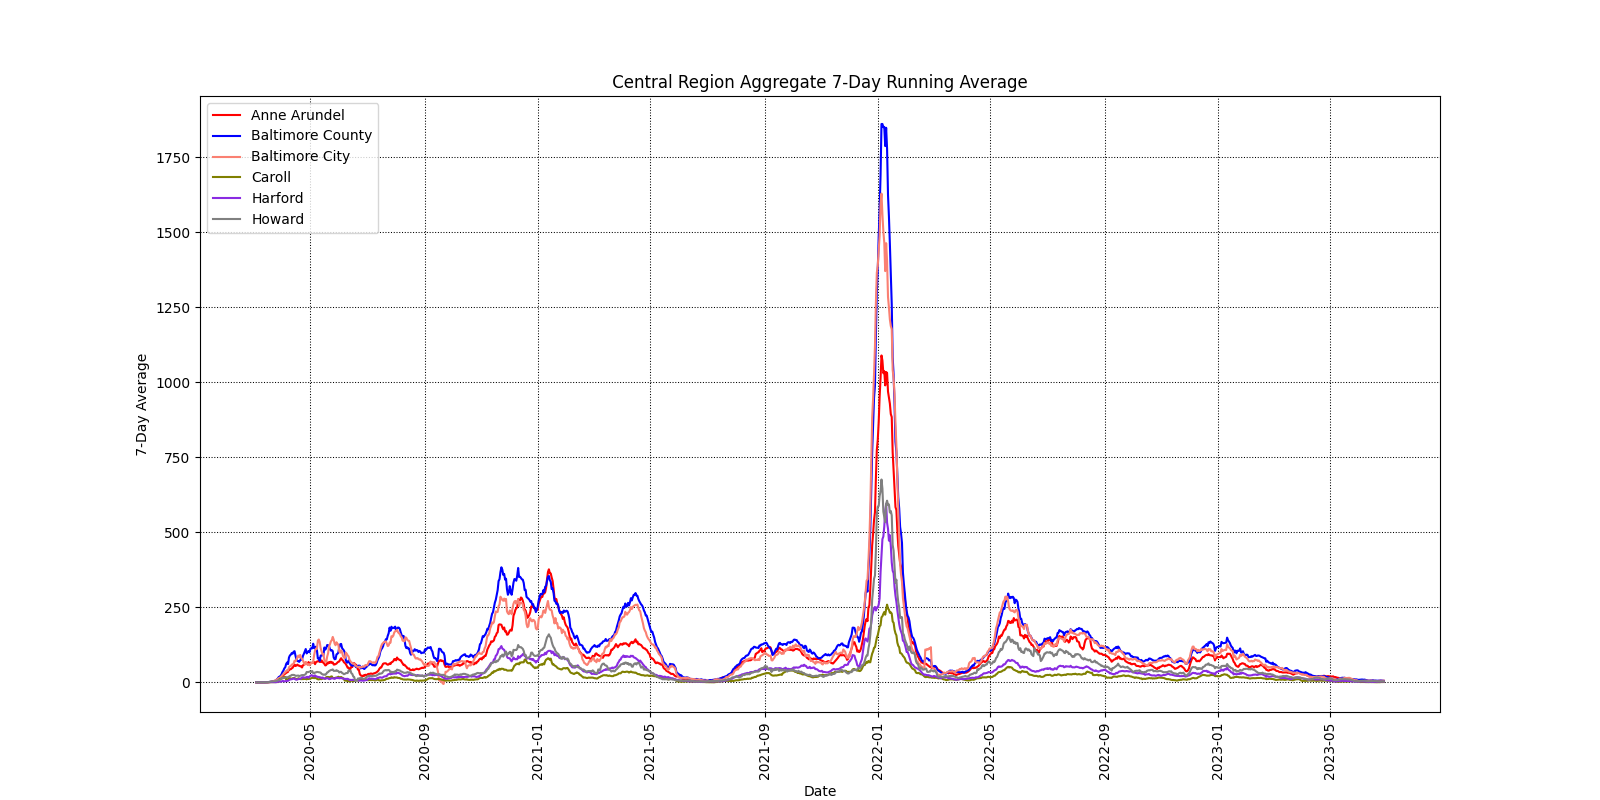 Central Region Aggregate 7-Day Running Average
Anne Arundel
Baltimore County
Baltimore City
Caroll
Harford
Howard
7-Day Average
1750
1500
1250
1000
750
500
250
0
2020-05
2020-09
2021-01
2021-05
2021-09
2022-01
2022-05
2022-09
2023-01
2023-05
Date